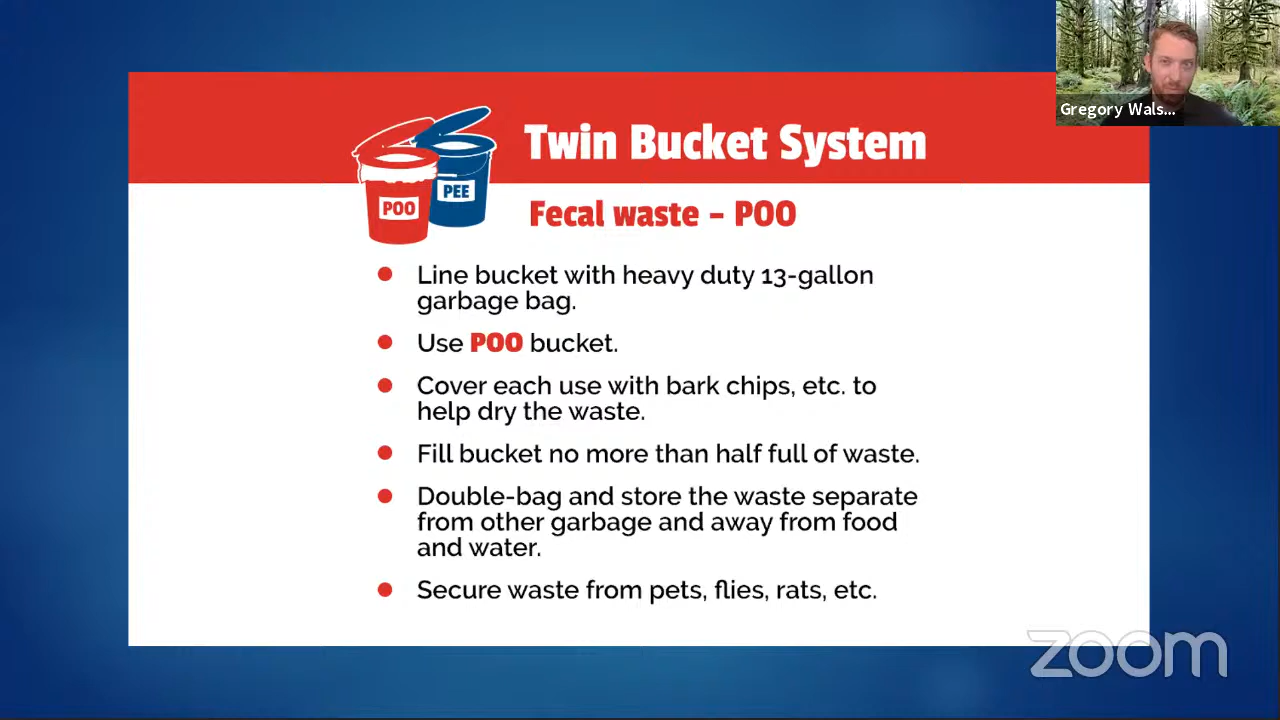 Gregory Wals...
Twin Bucket System
POO
PEE
Fecal waste – POO
Line bucket with heavy duty 13-gallon
garbage bag.
Use POO bucket.
Cover each use with bark chips, etc. to
help dry the waste.
Fill bucket no more than half full of waste.
Double-bag and store the waste separate
from other garbage and away from food
and water.
Secure waste from pets, flies, rats, etc.
zoom